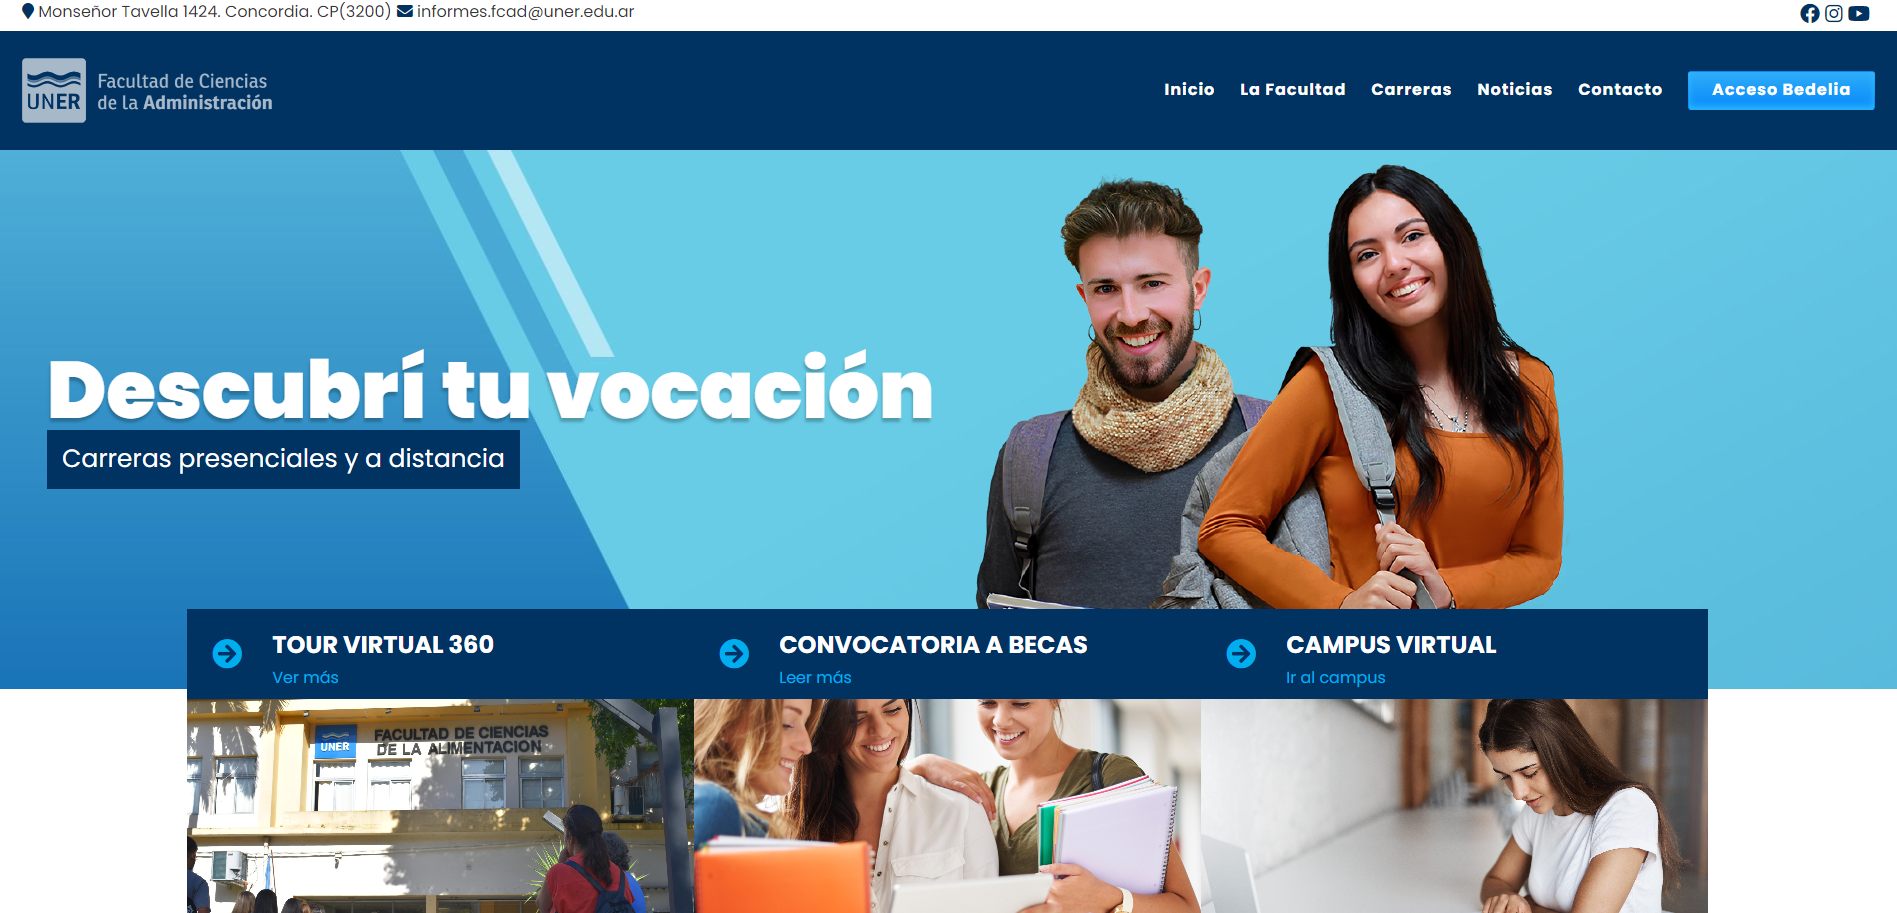 Monseñor Tavella 1424. Concordia. CP(3200) informes.fcad@uner.edu.ar
UNER
Facultad de Ciencias
de la Administración
Inicio La Facultad Carreras Noticias Contacto Acceso Bedelia
Descubrí tu vocación
Carreras presenciales y a distancia
TOUR VIRTUAL 360
Ver más
CONVOCATORIA A BECAS
Leer más
CAMPUS VIRTUAL
Ir al campus
UNER
FACULTAD DE CIENCIAS
DE LA ALIMENTACION